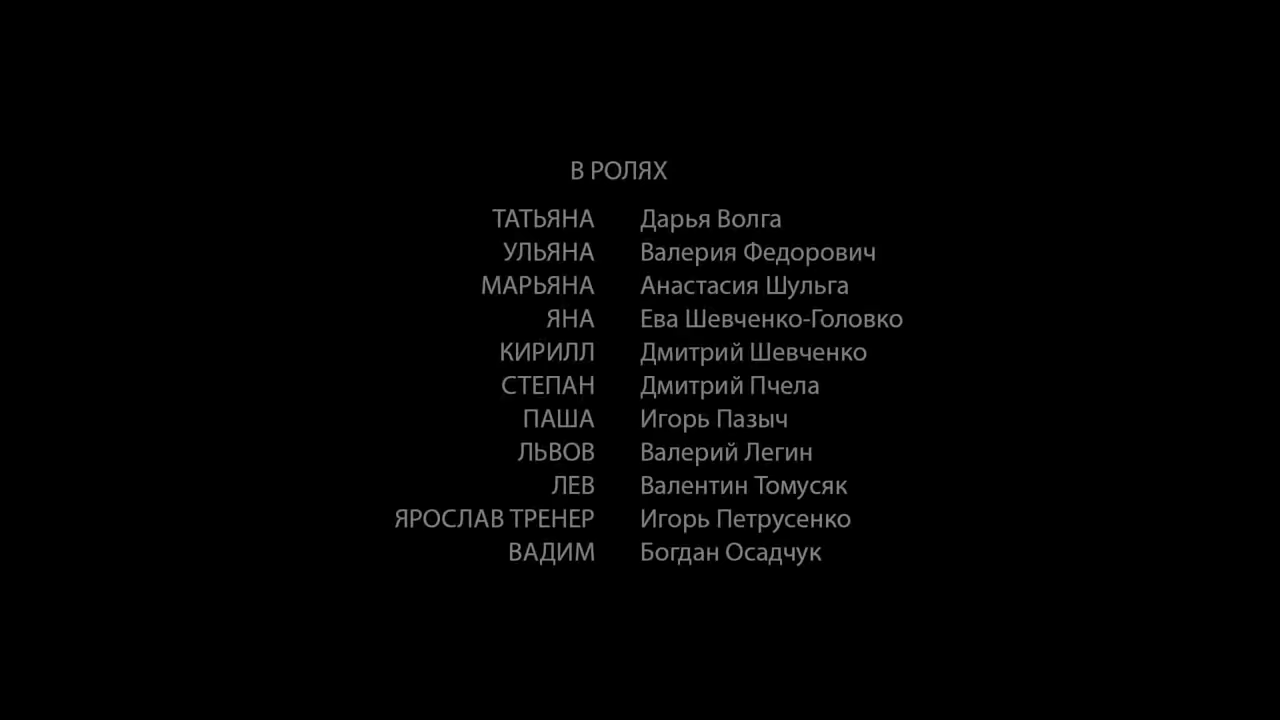 В РОЛЯХ
ТАТЬЯНА Дарья Волга
УЛЬЯНА Валерия Федорович
МАРЬЯНА Анастасия Шульга
ЯНА Ева Шевченко-Головко
КИРИЛЛ Дмитрий Шевченко
СТЕПАН Дмитрий Пчела
ПАША Игорь Пазыч
ЛЬВОВ Валерий Легин
ЛЕВ Валентин Томусяк
ЯРОСЛАВ ТРЕНЕР Игорь Петрусенко
ВАДИМ Богдан Осадчук